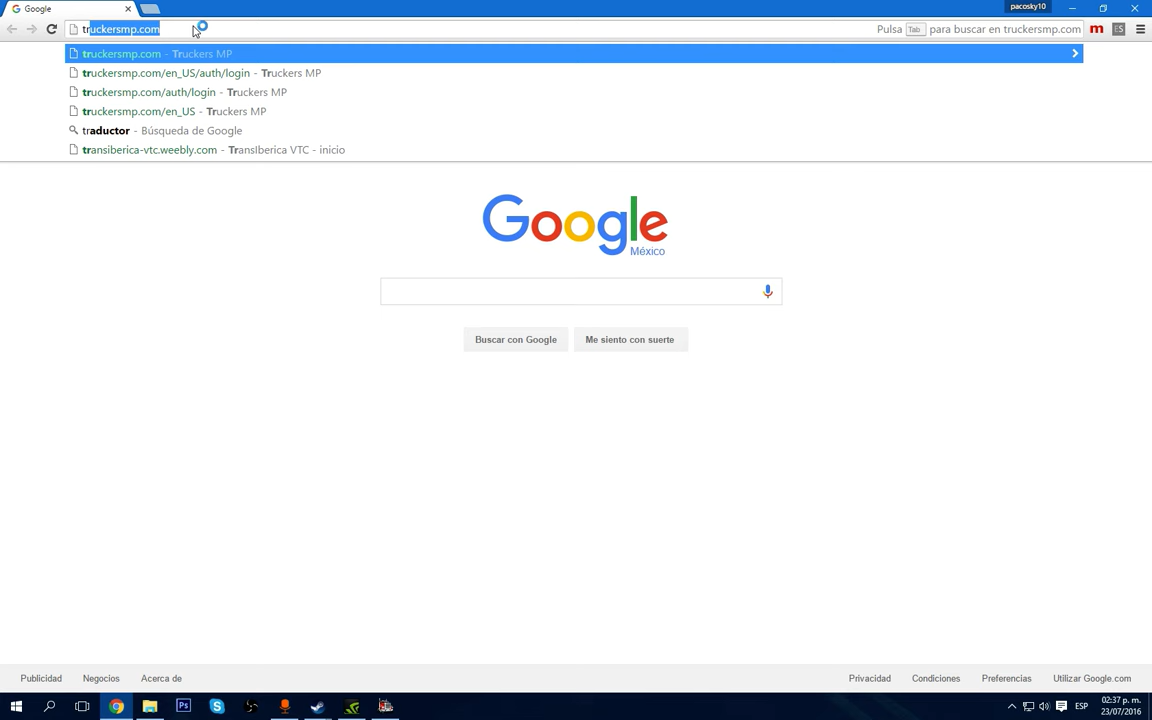 Google
pacosky10
truckersmp.com
Pulsa Tab para buscar en truckersmp.com
m
ES
truckersmp.com - Truckers MP
truckersmp.com/en_US/auth/login - Truckers MP
truckersmp.com/auth/login - Truckers MP
truckersmp.com/en_US - Truckers MP
traductor - Búsqueda de Google
transiberica-vtc.weebly.com - TransIberica VTC - inicio
Google
México
Buscar con Google
Me siento con suerte
Publicidad
Negocios
Acerca de
Privacidad
Condiciones
Preferencias
Utilizar Google.com
Ps
ESP
02:37 p. m.
23/07/2016